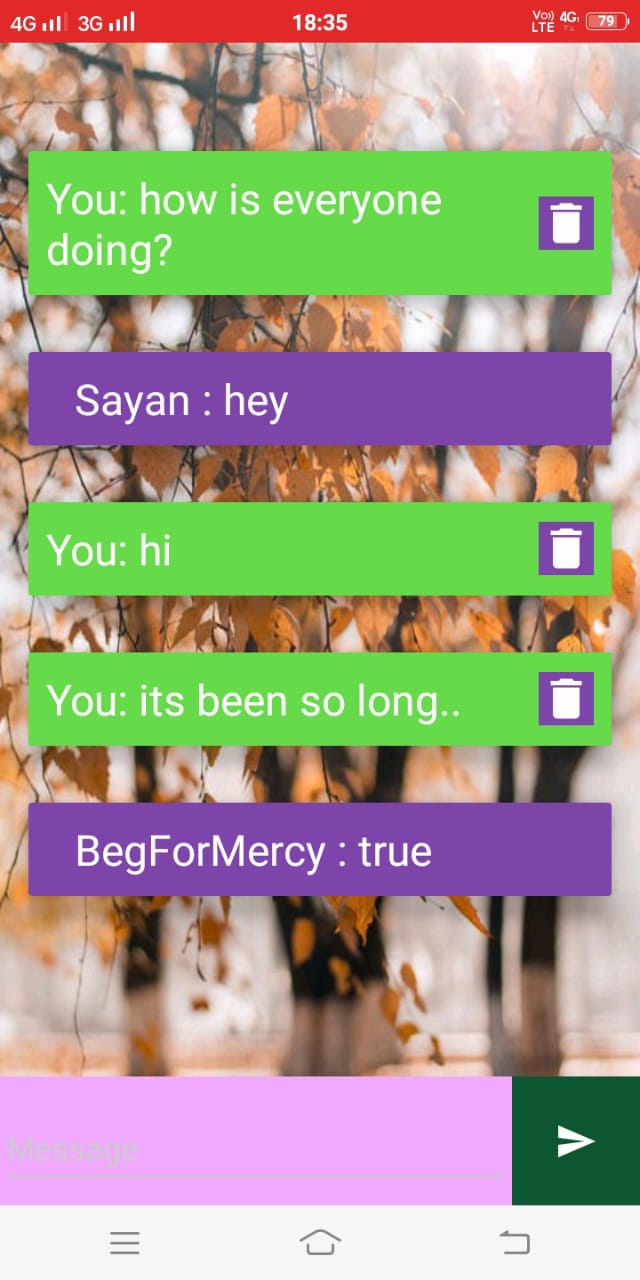 4G 3G 18:35 Vo) LTE 4G 79
You: how is everyone
doing?
Sayan : hey
You: hi
You: its been so long..
BegForMercy : true
Message